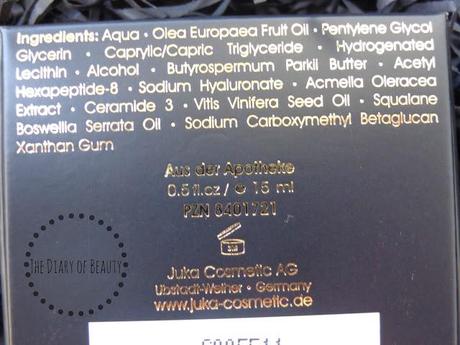 Ingredients: Aqua • Olea Europaea Fruit Oil • Pentylene Glycol
Glycerin • Caprylic/Capric Triglyceride • Hydrogenated
Lecithin • Alcohol • Butyrospermum Parkii Butter • Acetyl
Hexapeptide-8 • Sodium Hyaluronate • Acmella Oleracea
Extract • Ceramide 3 • Vitis Vinifera Seed Oil • Squalane
Boswellia Serrata Oil • Sodium Carboxymethyl Betaglucan
Xanthan Gum
Aus der Apotheke
0.5 fl.oz/ ℮ 15 ml
PZN 8401721
3M
Juka Cosmetic AG
Ubstadt-Weiher • Germany
www.juka-cosmetic.de
The Diary of Beauty